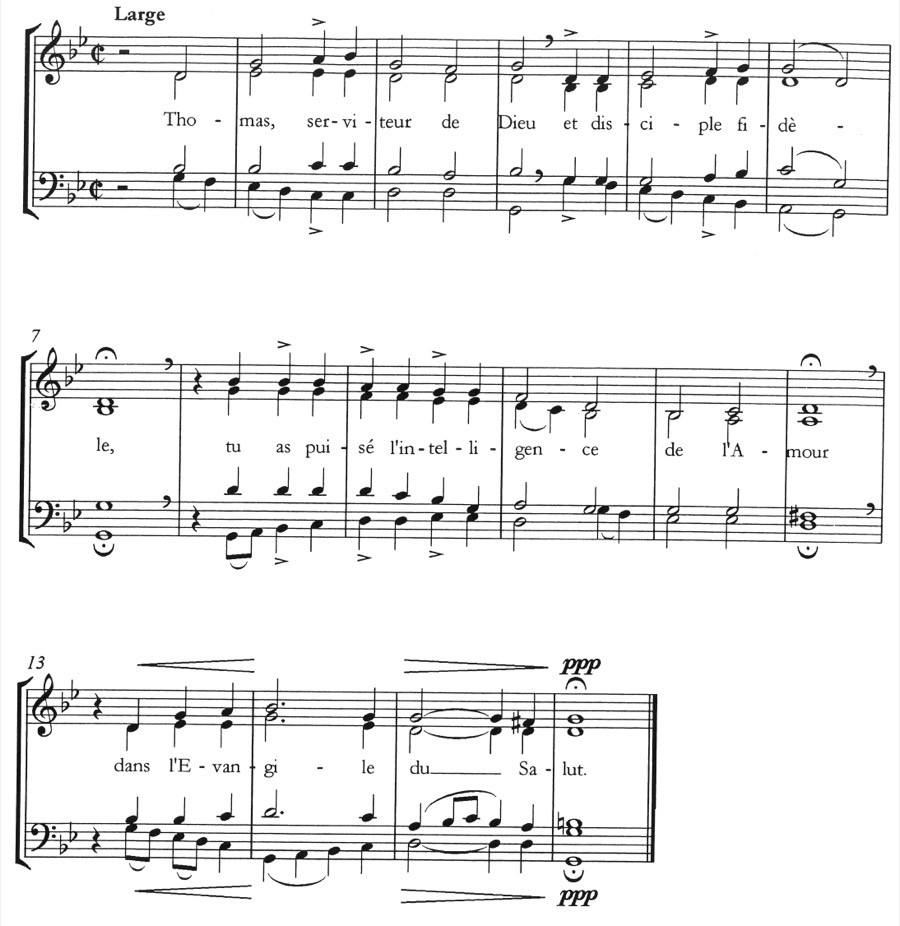 Large
Tho - mas, ser - vi - teur de Dieu et dis - ci - ple fi - dè -
7
le, tu as pui - sé l'in - tel - li - gen - ce de l'A - mour
13
ppp
dans l'E - van - gi - le du Sa - lut.
ppp